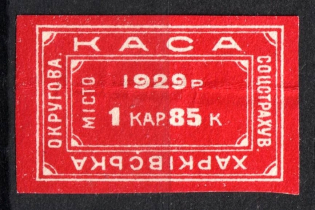 КАСА
ОКРУГОВА
СОЦСТРАХУВ
ХАРКІВСЬКА
МІСТО
1929 р
1 КАР. 85 К